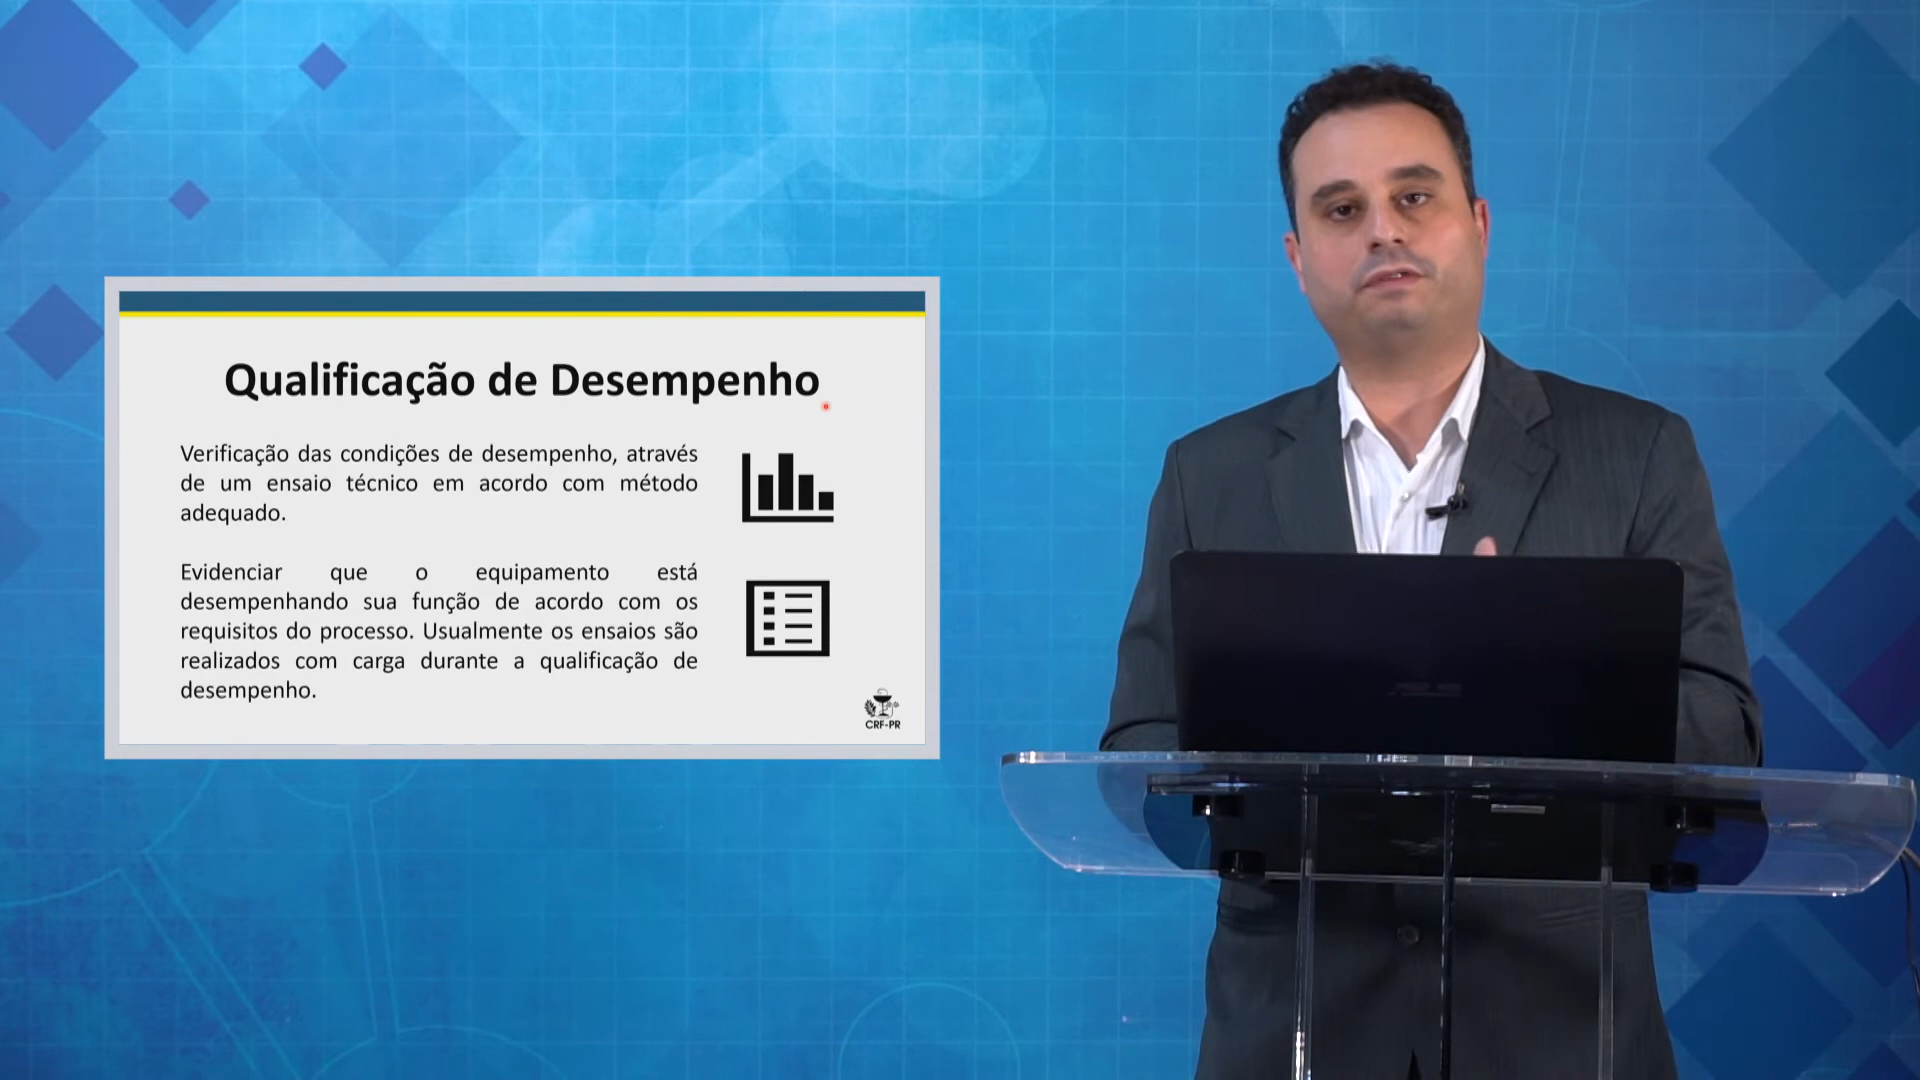 Qualificação de Desempenho
Verificação das condições de desempenho, através
de um ensaio técnico em acordo com método
adequado.
Evidenciar que o equipamento está
desempenhando sua função de acordo com os
requisitos do processo. Usualmente os ensaios são
realizados com carga durante a qualificação de
desempenho.
CRF-PR
ASUS